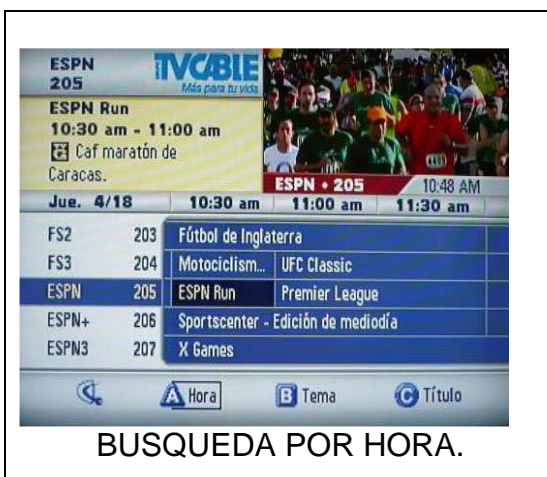 ESPN
205
GRUPO TVCABLE
Más para tu vida
ESPN Run
10:30 am - 11:00 am
Caf maratón de
Caracas.
4409
ESPN • 205 10:48 AM
Jue. 4/18 10:30 am 11:00 am 11:30 am
FS2 203 Fútbol de Inglaterra
FS3 204 Motociclism... UFC Classic
ESPN 205 ESPN Run Premier League
ESPN+ 206 Sportscenter - Edición de mediodía
ESPN3 207 X Games
A Hora B Tema C Título
BUSQUEDA POR HORA.